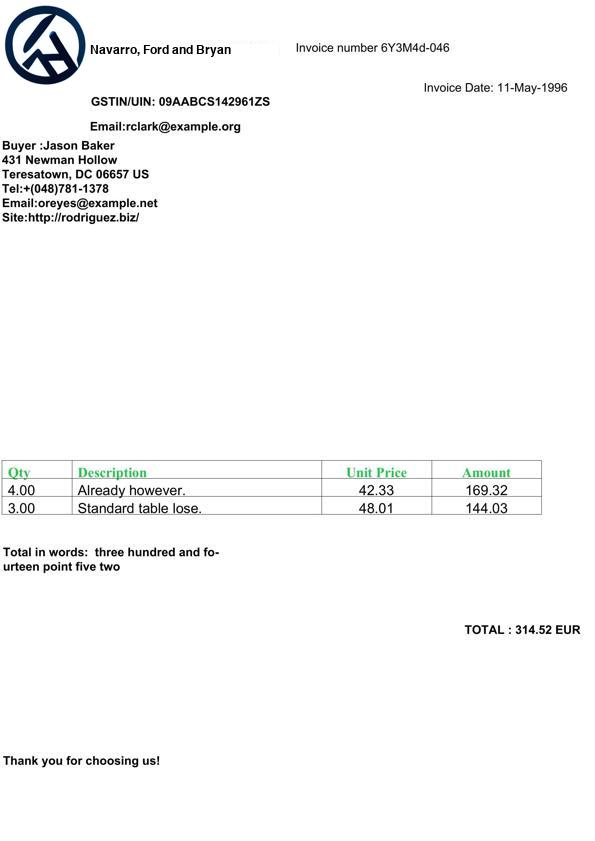 Navarro, Ford and Bryan
Invoice number 6Y3M4d-046
Invoice Date: 11-May-1996
GSTIN/UIN: 09AABCS142961ZS
Email:rclark@example.org
Buyer :Jason Baker
431 Newman Hollow
Teresatown, DC 06657 US
Tel:+(048)781-1378
Email:oreyes@example.net
Site:http://rodriguez.biz/
Qty Description Unit Price Amount
4.00 Already however. 42.33 169.32
3.00 Standard table lose. 48.01 144.03
Total in words: three hundred and fo-
urteen point five two
TOTAL : 314.52 EUR
Thank you for choosing us!